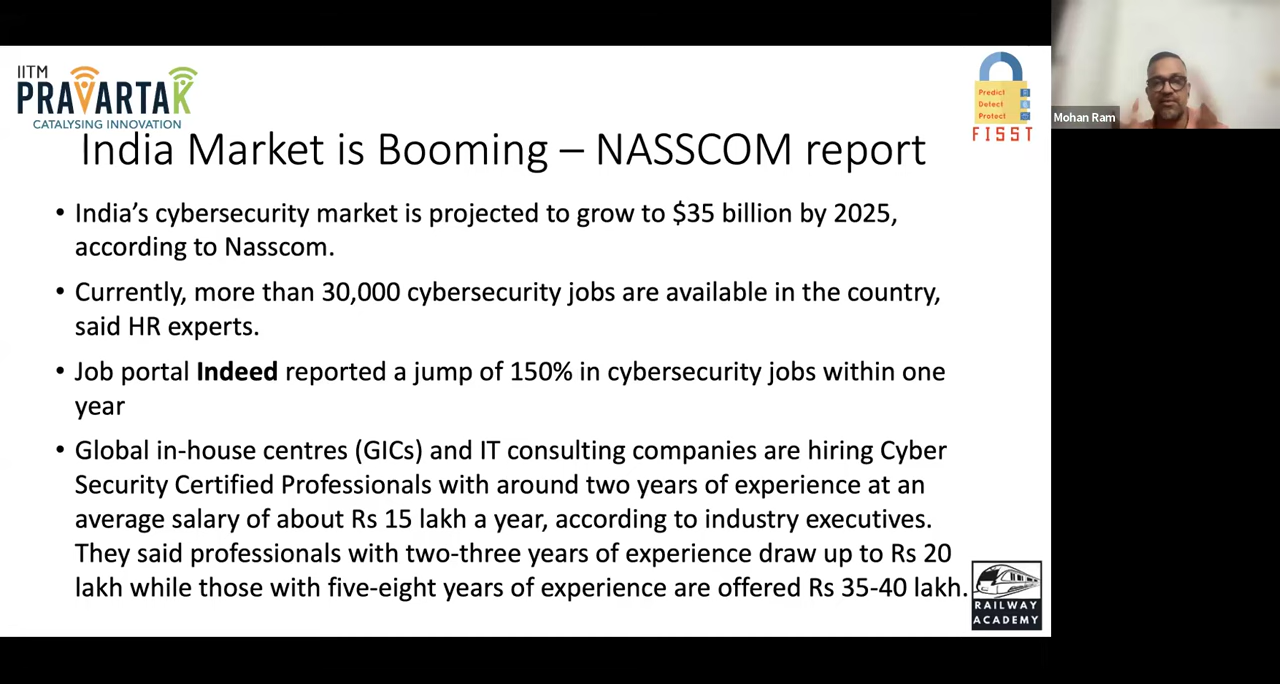 IITM
PRAVARTAK
CATALYSING INNOVATION
Predict
Detect
Protect
FISST
Mohan Ram
India Market is Booming – NASSCOM report
• India’s cybersecurity market is projected to grow to $35 billion by 2025,
according to Nasscom.
• Currently, more than 30,000 cybersecurity jobs are available in the country,
said HR experts.
• Job portal Indeed reported a jump of 150% in cybersecurity jobs within one
year
• Global in-house centres (GICs) and IT consulting companies are hiring Cyber
Security Certified Professionals with around two years of experience at an
average salary of about Rs 15 lakh a year, according to industry executives.
They said professionals with two-three years of experience draw up to Rs 20
lakh while those with five-eight years of experience are offered Rs 35-40 lakh.
RAILWAY
ACADEMY